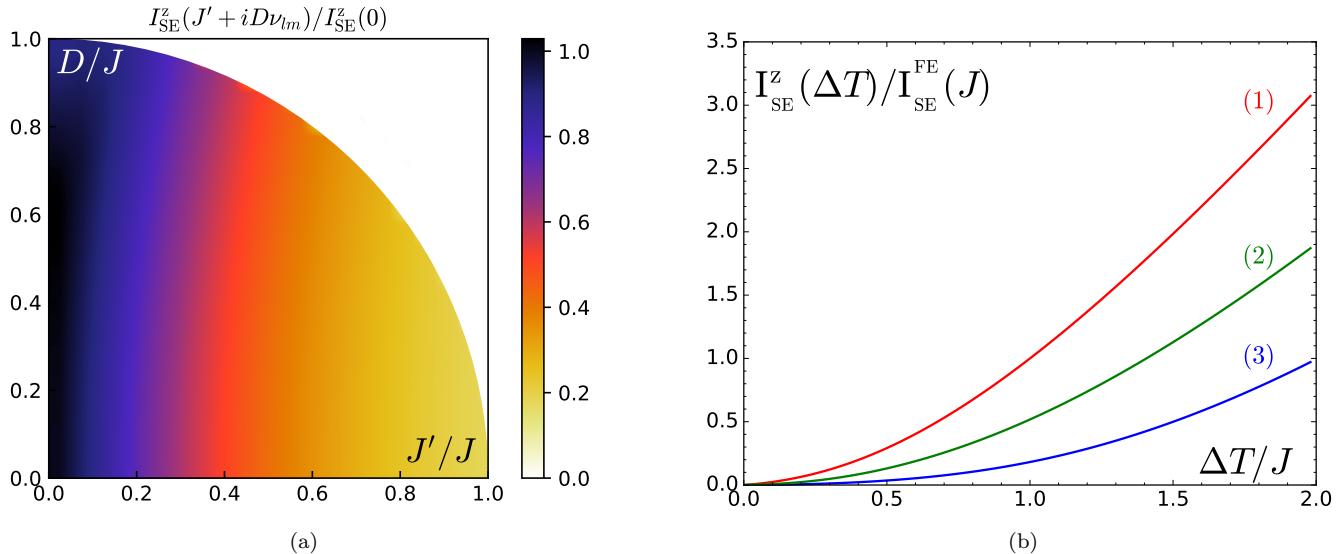 I^z_SE(J′ + iDν_lm)/I^z_SE(0)
1.0
D/J
0.8
0.6
0.4
0.2
0.0
J′/J
0.0 0.2 0.4 0.6 0.8 1.0
1.0
0.8
0.6
0.4
0.2
0.0
(a)
3.5
I^z_SE(ΔT)/I^FE_SE(J)
3.0
(1)
2.5
2.0
(2)
1.5
1.0
(3)
0.5
ΔT/J
0.0
0.0 0.5 1.0 1.5 2.0
(b)